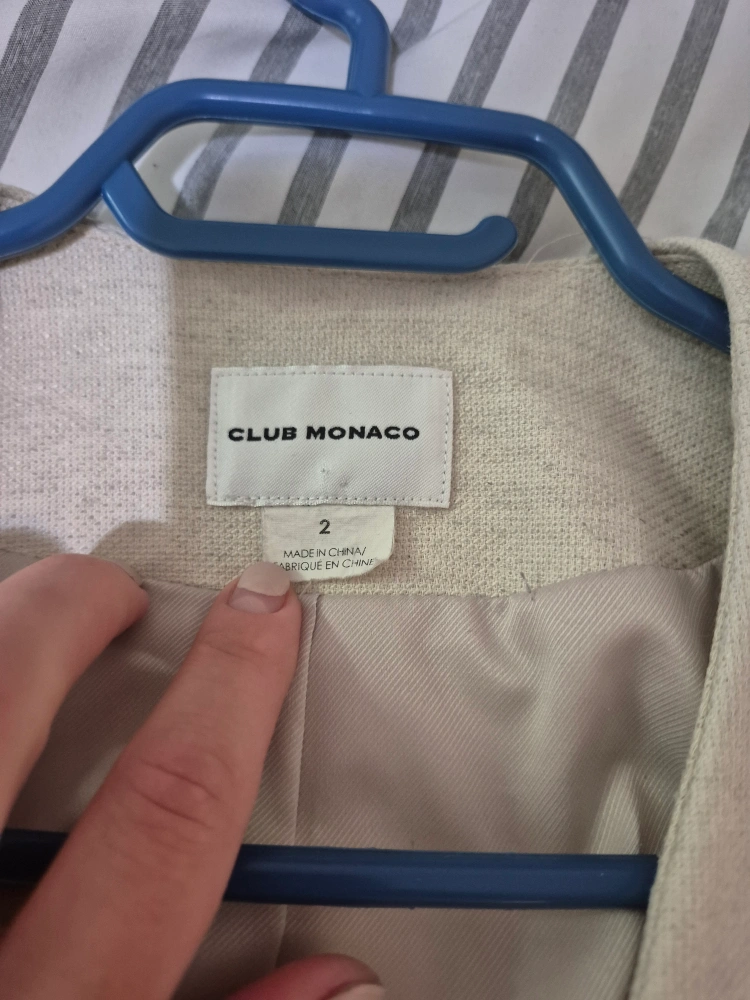 CLUB MONACO
2
MADE IN CHINA/
FABRIQUE EN CHINE